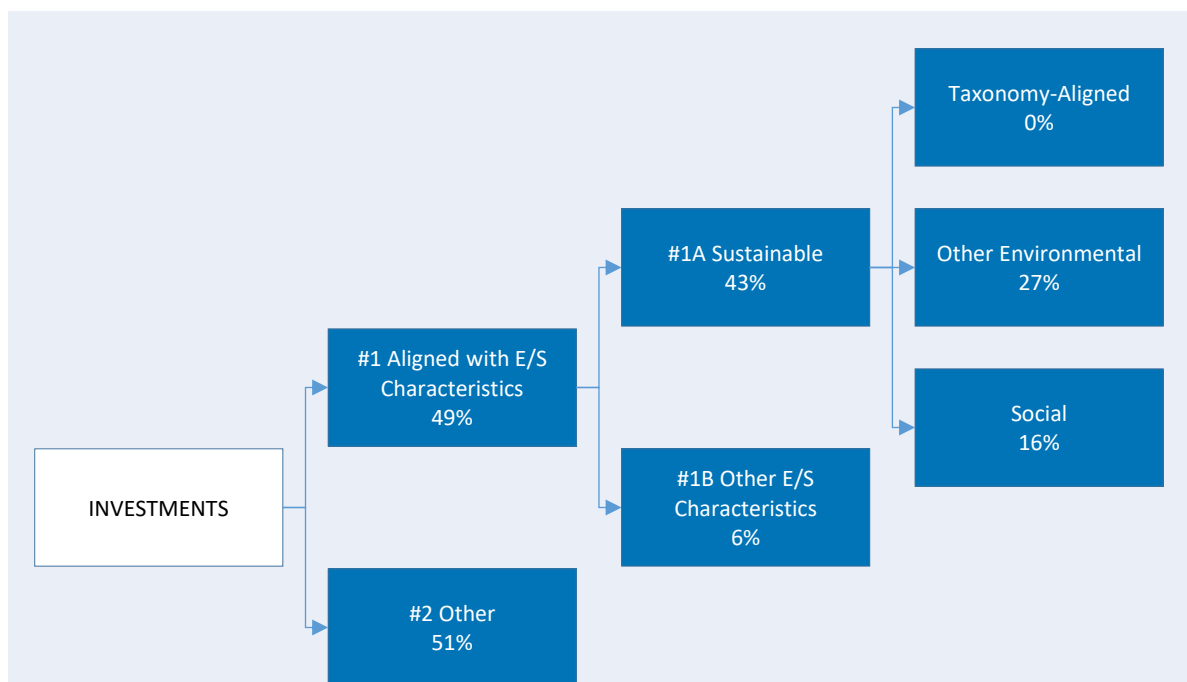 INVESTMENTS
#1 Aligned with E/S
Characteristics
49%
#2 Other
51%
#1A Sustainable
43%
#1B Other E/S
Characteristics
6%
Taxonomy-Aligned
0%
Other Environmental
27%
Social
16%